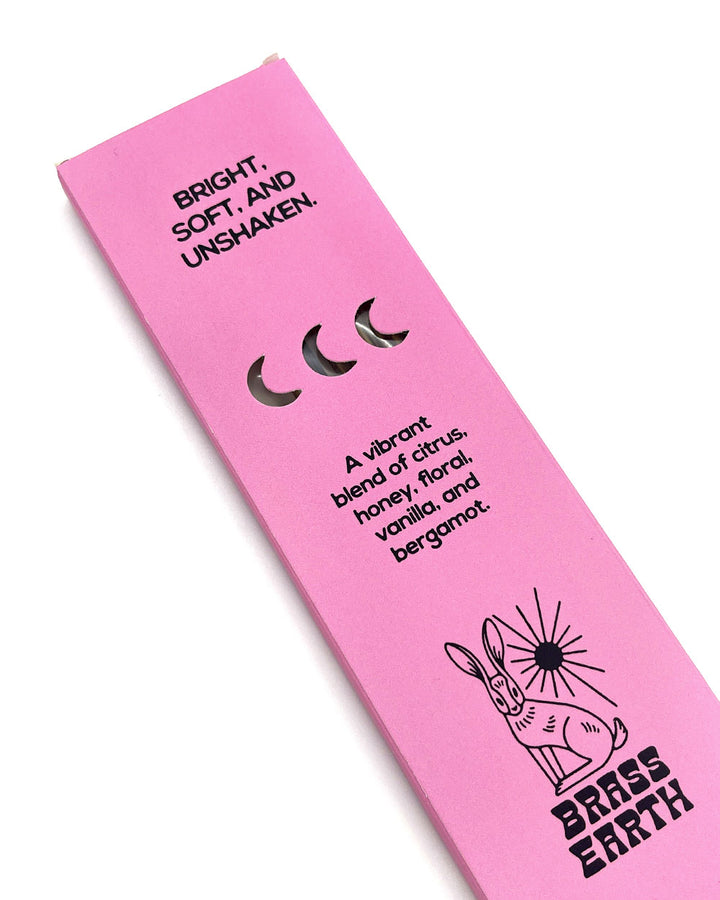 BRIGHT,
SOFT, AND
UNSHAKEN.
A vibrant
blend of citrus,
honey, floral,
vanilla, and
bergamot.
BRASS
EARTH